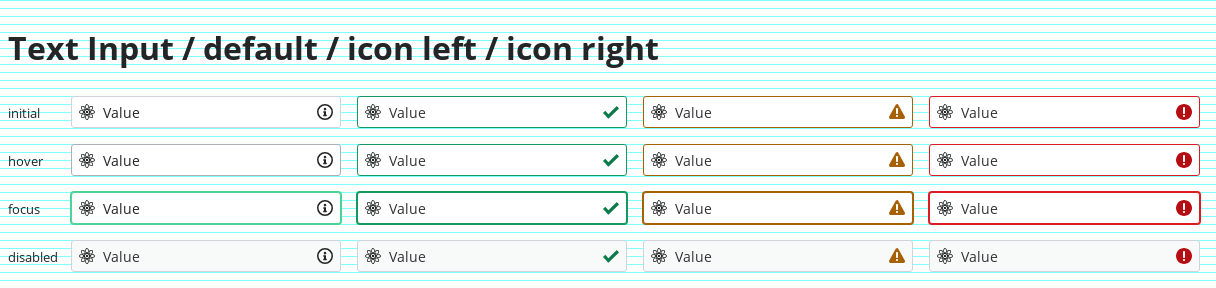 Text Input / default / icon left / icon right
initial Value Value Value Value
hover Value Value Value Value
focus Value Value Value Value
disabled Value Value Value Value